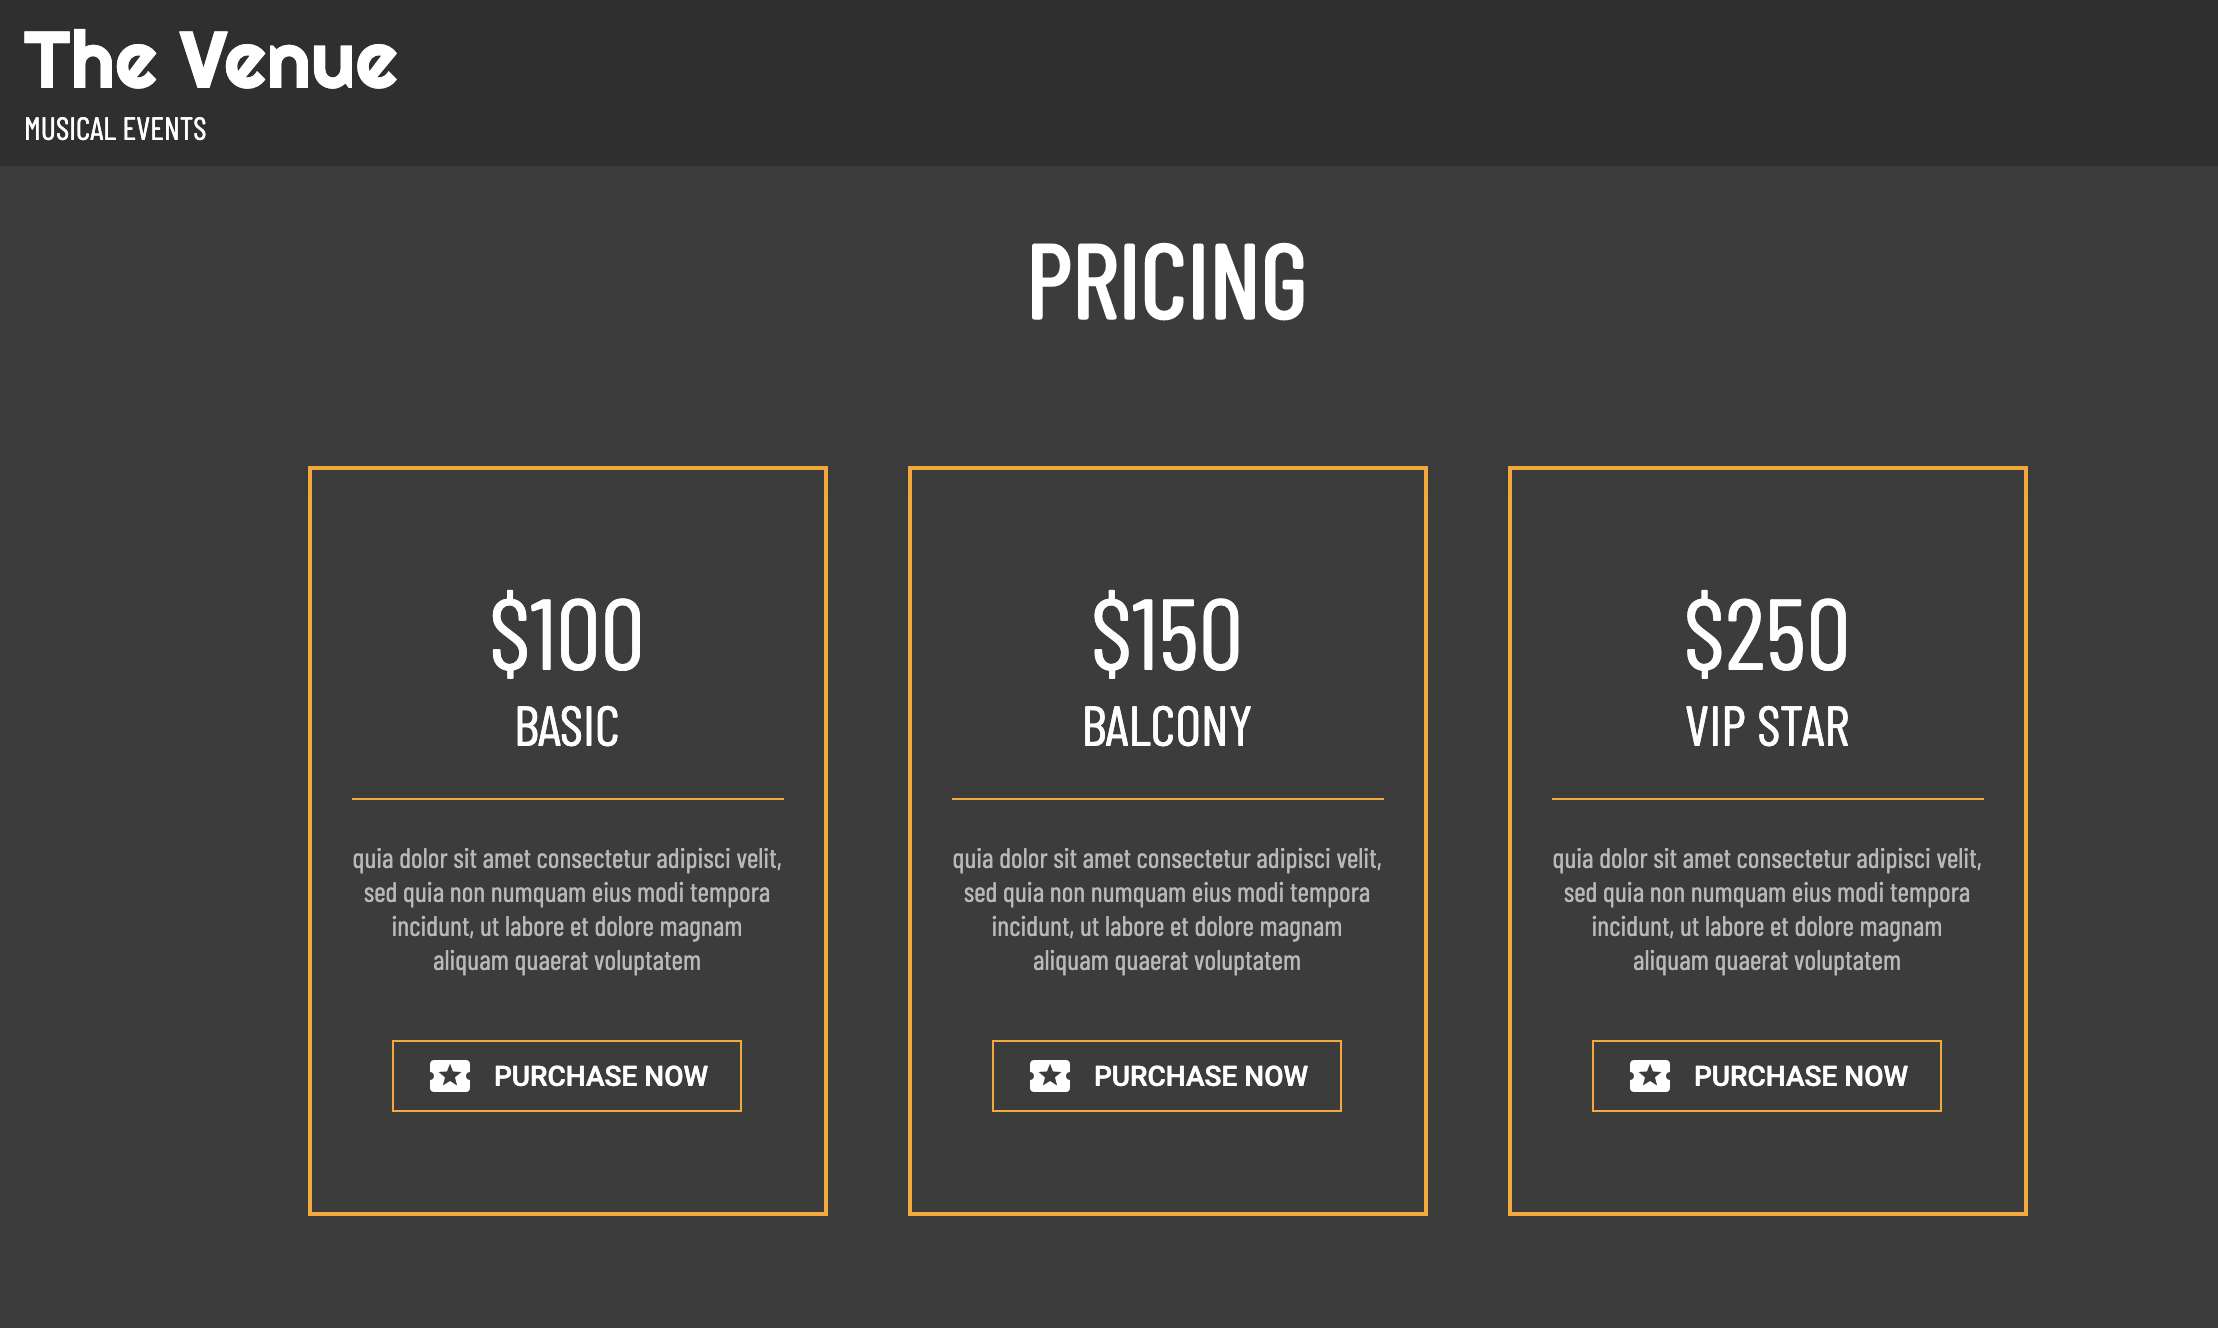 The Venue
MUSICAL EVENTS
PRICING
$100
BASIC
quia dolor sit amet consectetur adipisci velit,
sed quia non numquam eius modi tempora
incidunt, ut labore et dolore magnam
aliquam quaerat voluptatem
PURCHASE NOW
$150
BALCONY
quia dolor sit amet consectetur adipisci velit,
sed quia non numquam eius modi tempora
incidunt, ut labore et dolore magnam
aliquam quaerat voluptatem
PURCHASE NOW
$250
VIP STAR
quia dolor sit amet consectetur adipisci velit,
sed quia non numquam eius modi tempora
incidunt, ut labore et dolore magnam
aliquam quaerat voluptatem
PURCHASE NOW